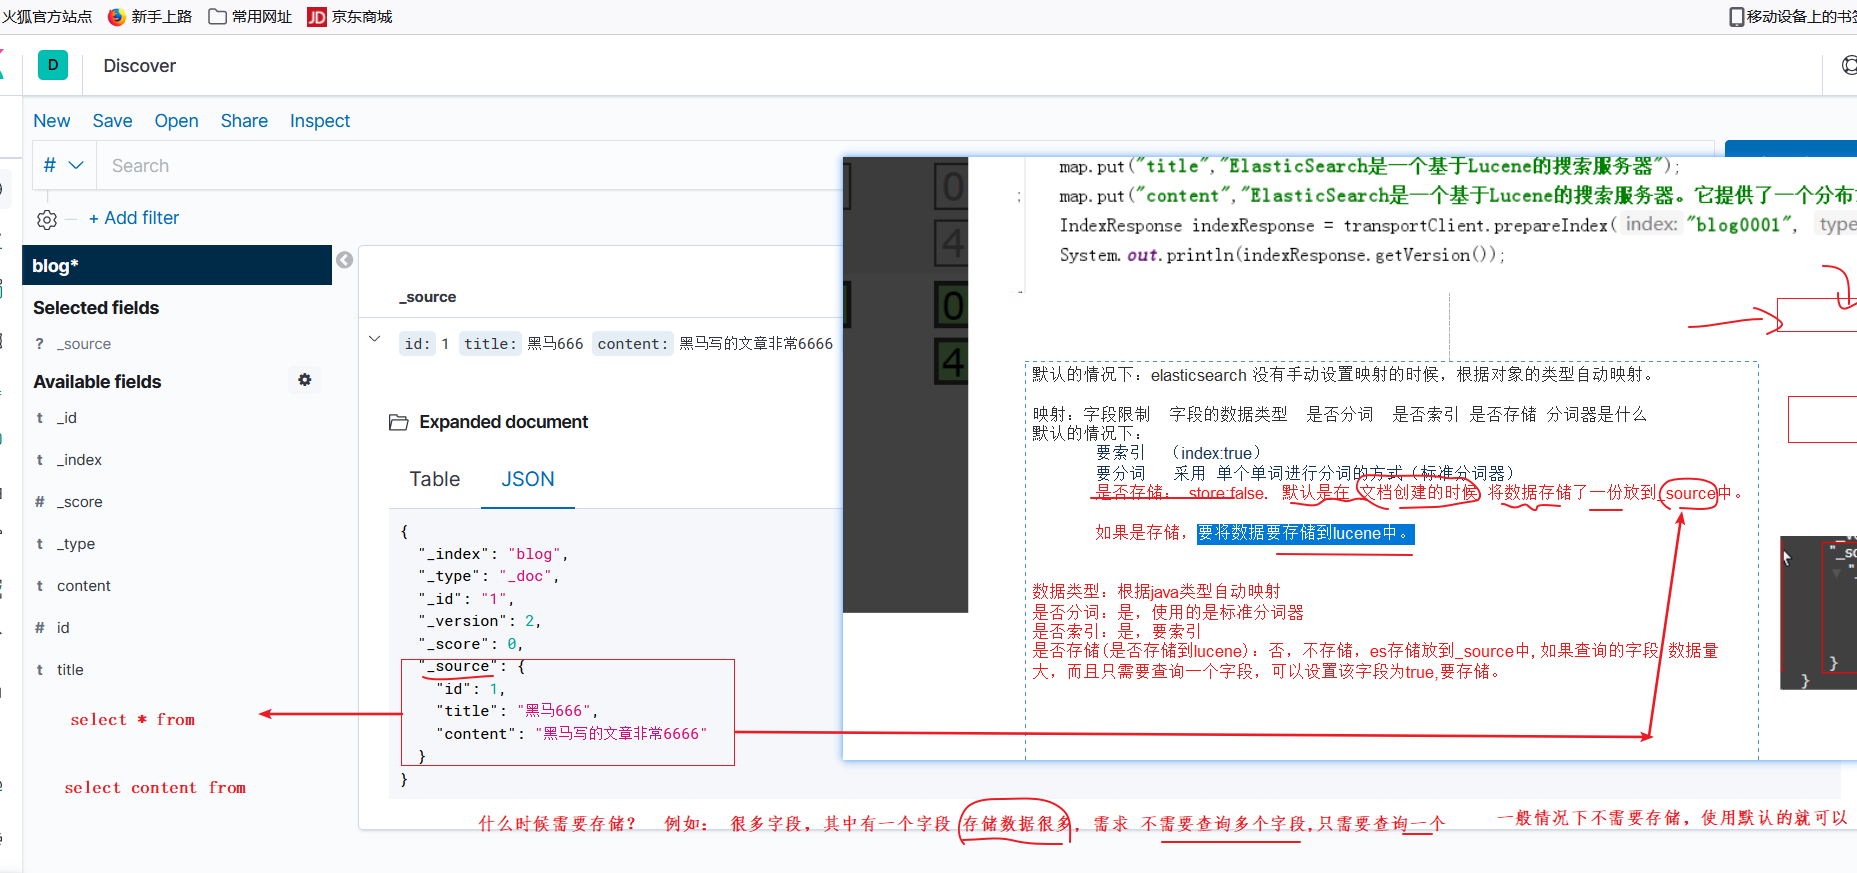 火狐官方站点 新手上路 常用网址 JD 京东商城 移动设备上的书签
D Discover
New Save Open Share Inspect
# Search
+ Add filter
blog*
Selected fields
? _source
Available fields
t _id
t _index
# _score
t _type
t content
# id
t title
select * from
select content from
_source
id: 1 title: 黑马666 content: 黑马写的文章非常6666
Expanded document
Table JSON
{
"_index": "blog",
"_type": "_doc",
"_id": "1",
"_version": 2,
"_score": 0,
"_source": {
"id": 1,
"title": "黑马666",
"content": "黑马写的文章非常6666"
}
}
0
4
0
4
map.put("title","ElasticSearch是一个基于Lucene的搜索服务器");
; map.put("content","ElasticSearch是一个基于Lucene的搜索服务器。它提供了一个分布
IndexResponse indexResponse = transportClient.prepareIndex( index: "blog0001", type
System.out.println(indexResponse.getVersion());
默认的情况下：elasticsearch 没有手动设置映射的时候，根据对象的类型自动映射。
映射：字段限制 字段的数据类型 是否分词 是否索引 是否存储 分词器是什么
默认的情况下：
要索引 （index:true）
要分词 采用 单个单词进行分词的方式（标准分词器）
是否存储： store:false. 默认是在 文档创建的时候 将数据存储了一份放到_source中。
如果是存储，要将数据要存储到lucene中。
数据类型：根据java类型自动映射
是否分词：是，使用的是标准分词器
是否索引：是，要索引
是否存储(是否存储到lucene)：否，不存储，es存储放到_source中,如果查询的字段 数据量
大，而且只需要查询一个字段，可以设置该字段为true,要存储。
"_so
}
}
什么时候需要存储？ 例如： 很多字段，其中有一个字段 存储数据很多，需求 不需要查询多个字段,只需要查询一个 一般情况下不需要存储，使用默认的就可以